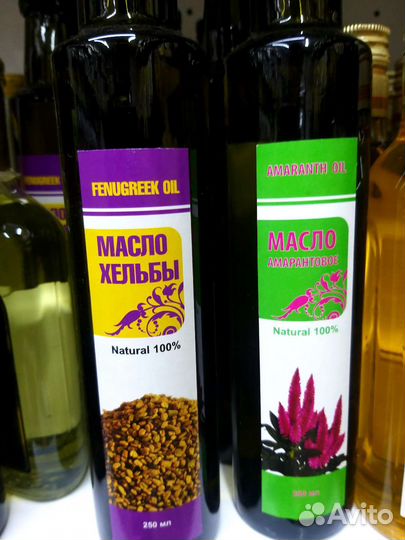 FENUGREEK OIL
МАСЛО
ХЕЛЬБЫ
Natural 100%
250 мл
AMARANTH OIL
МАСЛО
АМАРАНТОВОЕ
Natural 100%
Avito